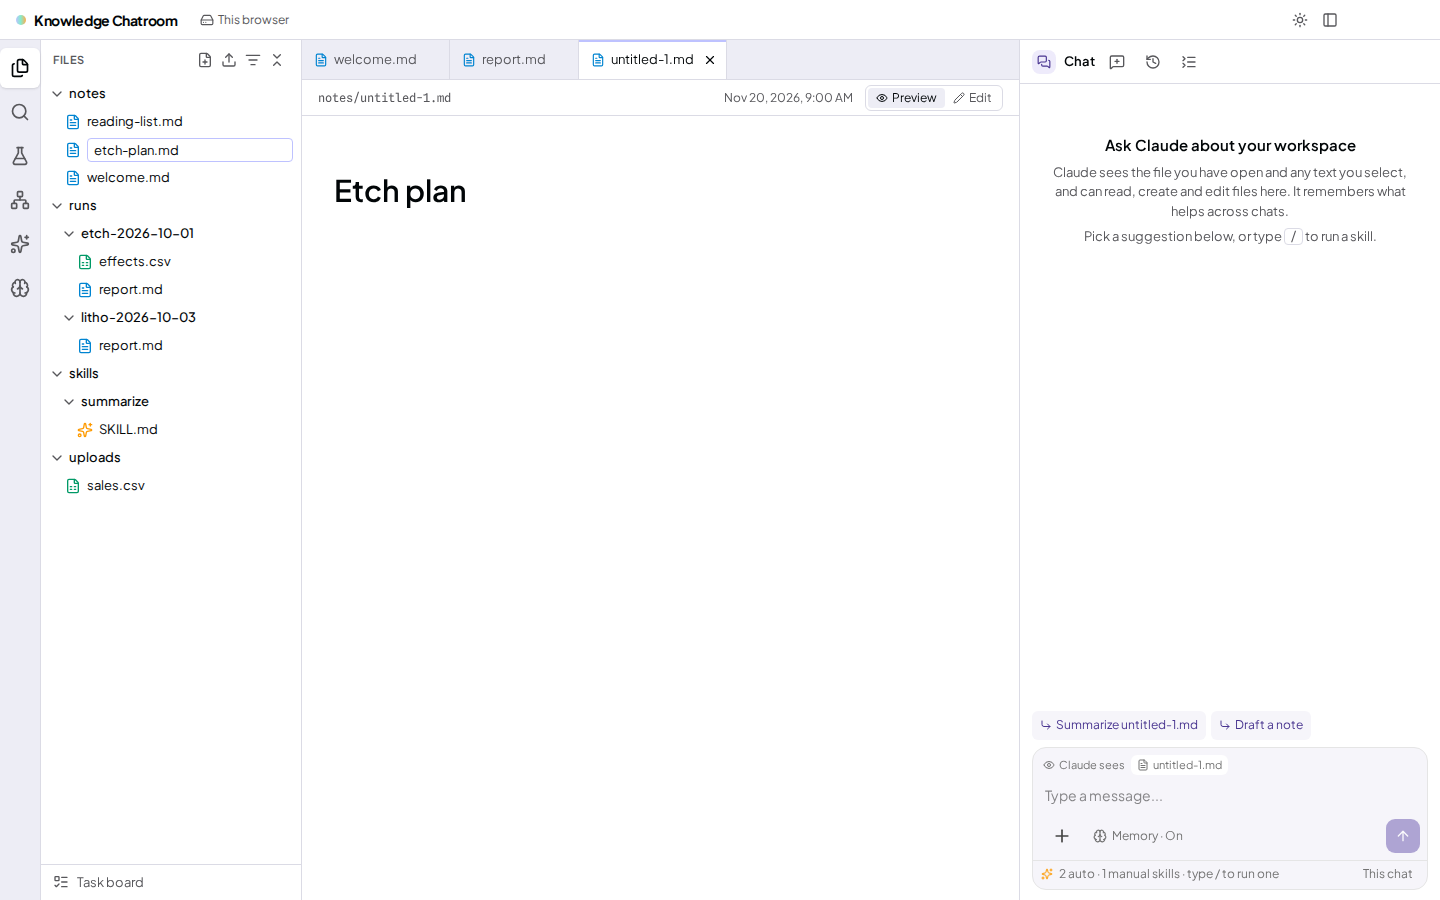 Knowledge Chatroom
This browser
FILES
notes
reading-list.md
etch-plan.md
welcome.md
runs
etch-2026-10-01
effects.csv
report.md
litho-2026-10-03
report.md
skills
summarize
SKILL.md
uploads
sales.csv
Task board
welcome.md
report.md
untitled-1.md
notes/untitled-1.md
Nov 20, 2026, 9:00 AM
Preview
Edit
Etch plan
Chat
Ask Claude about your workspace
Claude sees the file you have open and any text you select,
and can read, create and edit files here. It remembers what
helps across chats.
Pick a suggestion below, or type / to run a skill.
Summarize untitled-1.md
Draft a note
Claude sees untitled-1.md
Type a message...
Memory · On
2 auto · 1 manual skills · type / to run one
This chat